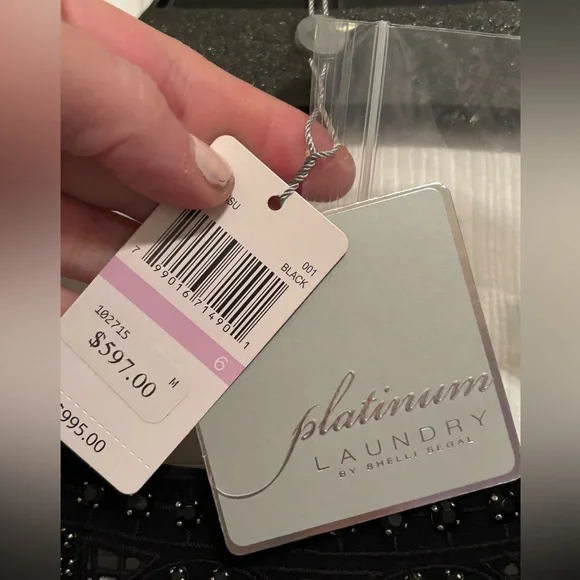 SU
001
BLACK
7 99016 71490 1
6
102715
$597.00
M
$995.00
platinum
LAUNDRY
BY SHELLI SEGAL